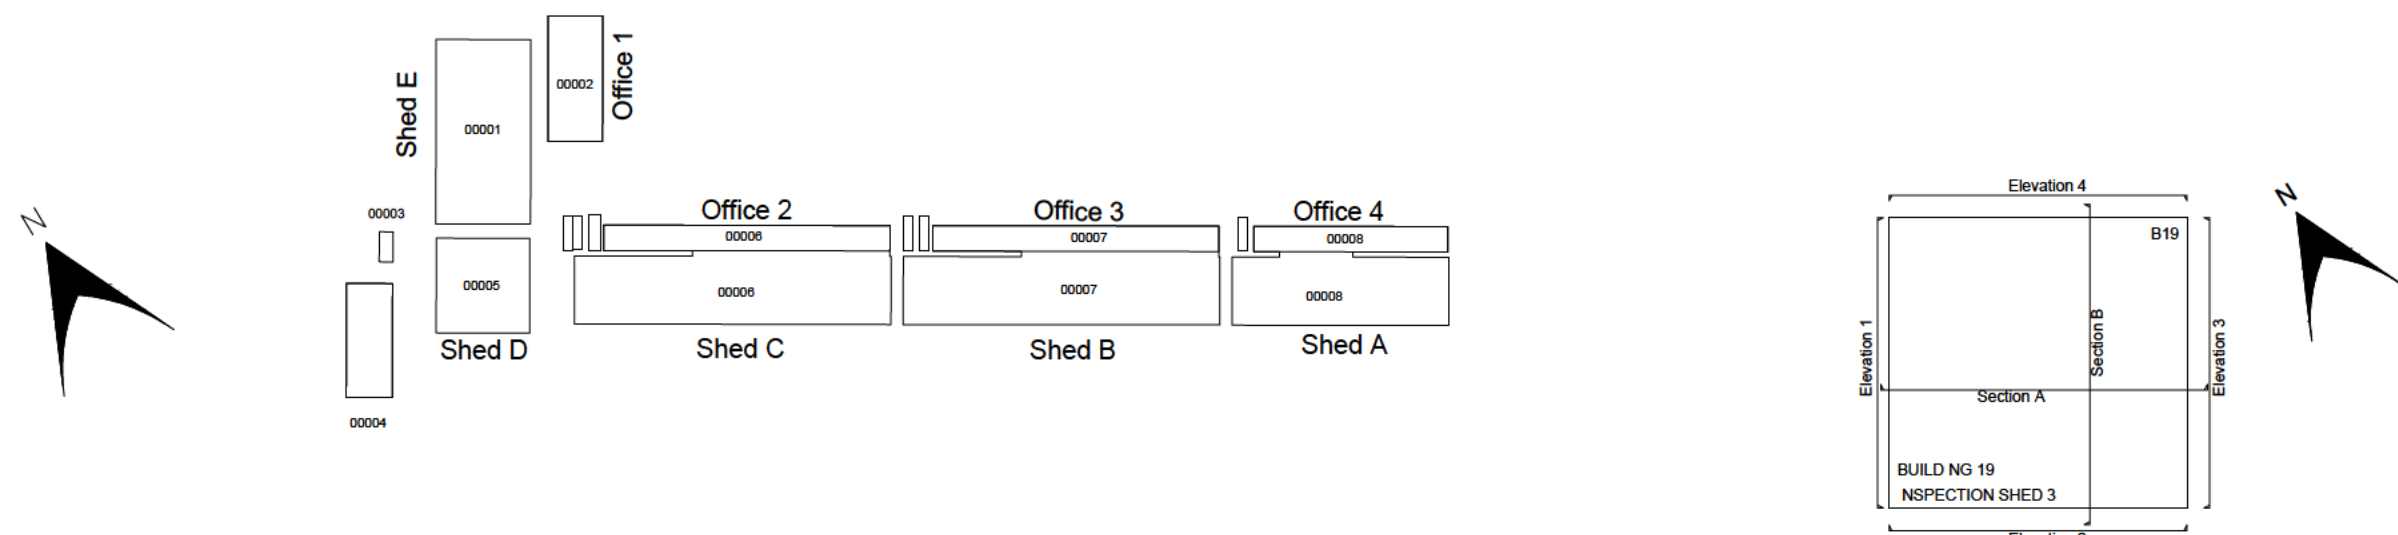 N
Shed E
00001
00002
Office 1
00003
00004
00005
Shed D
Office 2
00006
00006
Shed C
Office 3
00007
00007
Shed B
Office 4
00008
00008
Shed A
Elevation 4
N
B19
Elevation 1
Section B
Elevation 3
Section A
BUILD NG 19
NSPECTION SHED 3